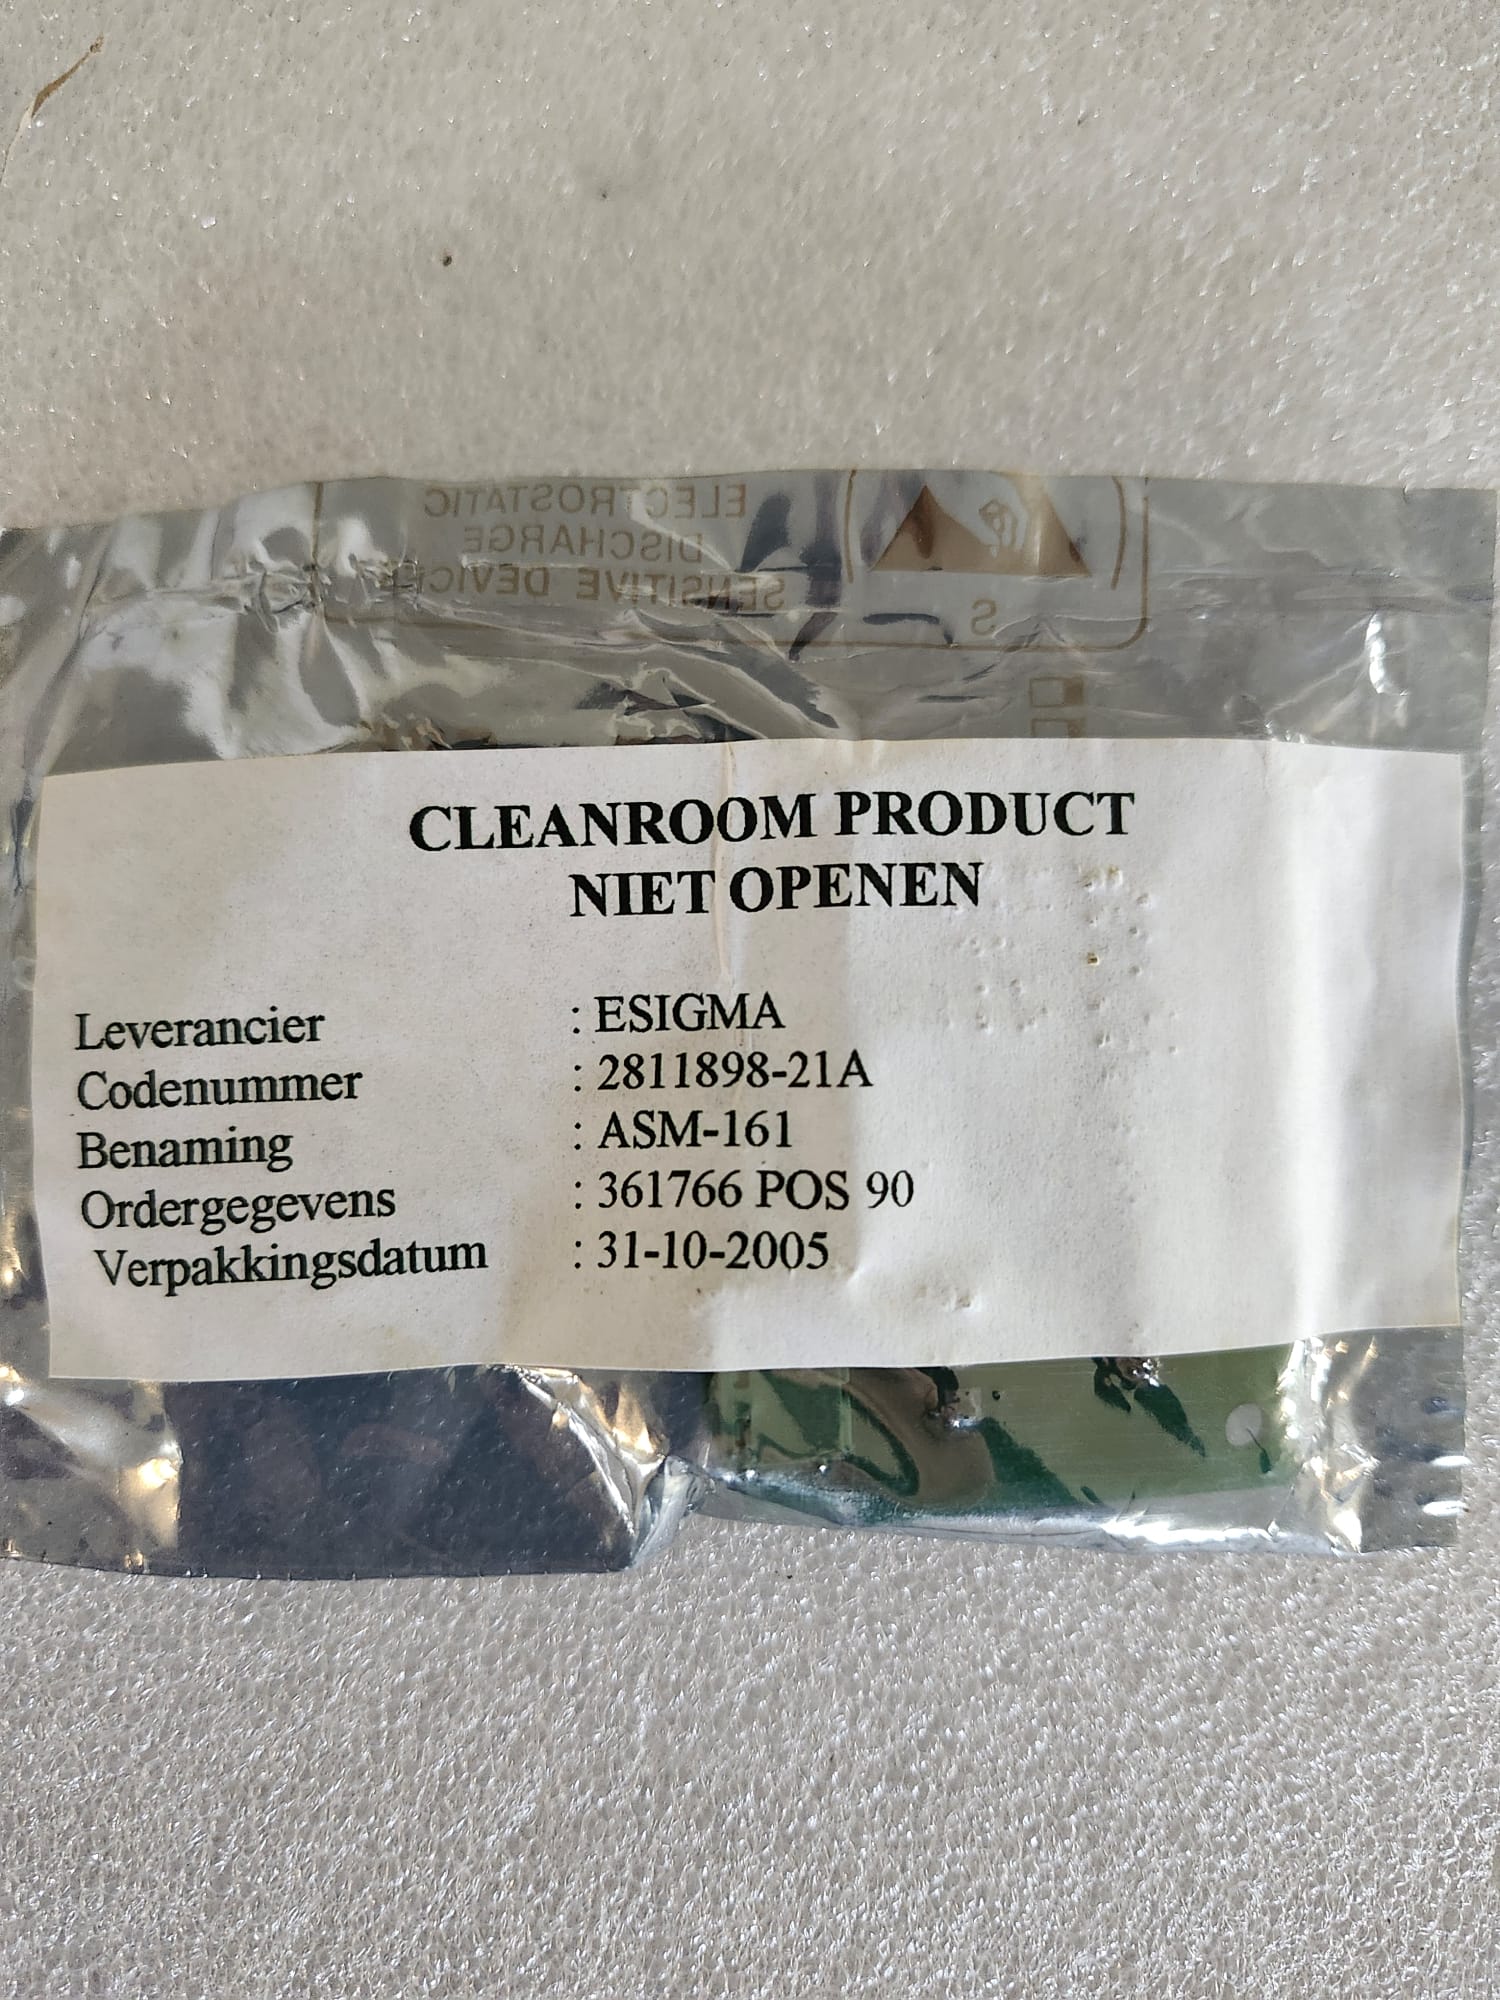 ELECTROSTATIC
DISCHARGE
SENSITIVE DEVICE
S
CLEANROOM PRODUCT
NIET OPENEN
Leverancier : ESIGMA
Codenummer : 2811898-21A
Benaming : ASM-161
Ordergegevens : 361766 POS 90
Verpakkingsdatum : 31-10-2005